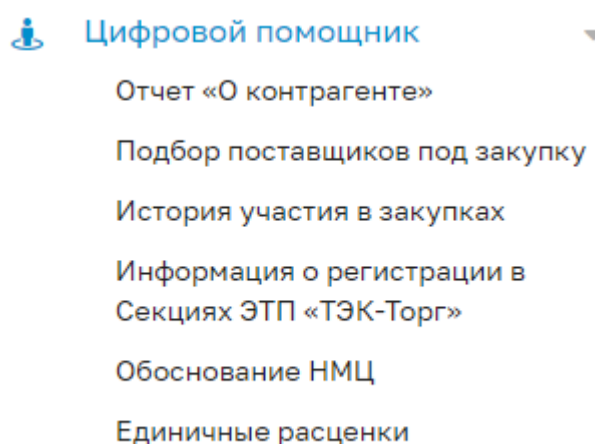 Цифровой помощник
Отчет «О контрагенте»
Подбор поставщиков под закупку
История участия в закупках
Информация о регистрации в
Секциях ЭТП «ТЭК-Торг»
Обоснование НМЦ
Единичные расценки